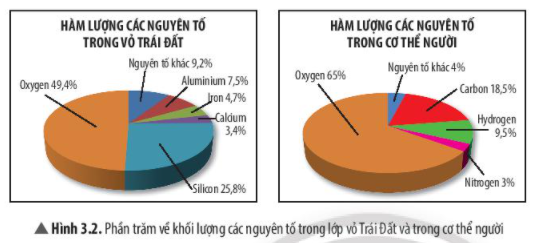 HÀM LƯỢNG CÁC NGUYÊN TỐ
TRONG VỎ TRÁI ĐẤT
Nguyên tố khác 9,2%
Aluminium 7,5%
Oxygen 49,4%
Iron 4,7%
Calcium
3,4%
Silicon 25,8%
HÀM LƯỢNG CÁC NGUYÊN TỐ
TRONG CƠ THỂ NGƯỜI
Nguyên tố khác 4%
Oxygen 65%
Carbon 18,5%
Hydrogen
9,5%
Nitrogen 3%
▲ Hình 3.2. Phần trăm về khối lượng các nguyên tố trong lớp vỏ Trái Đất và trong cơ thể người